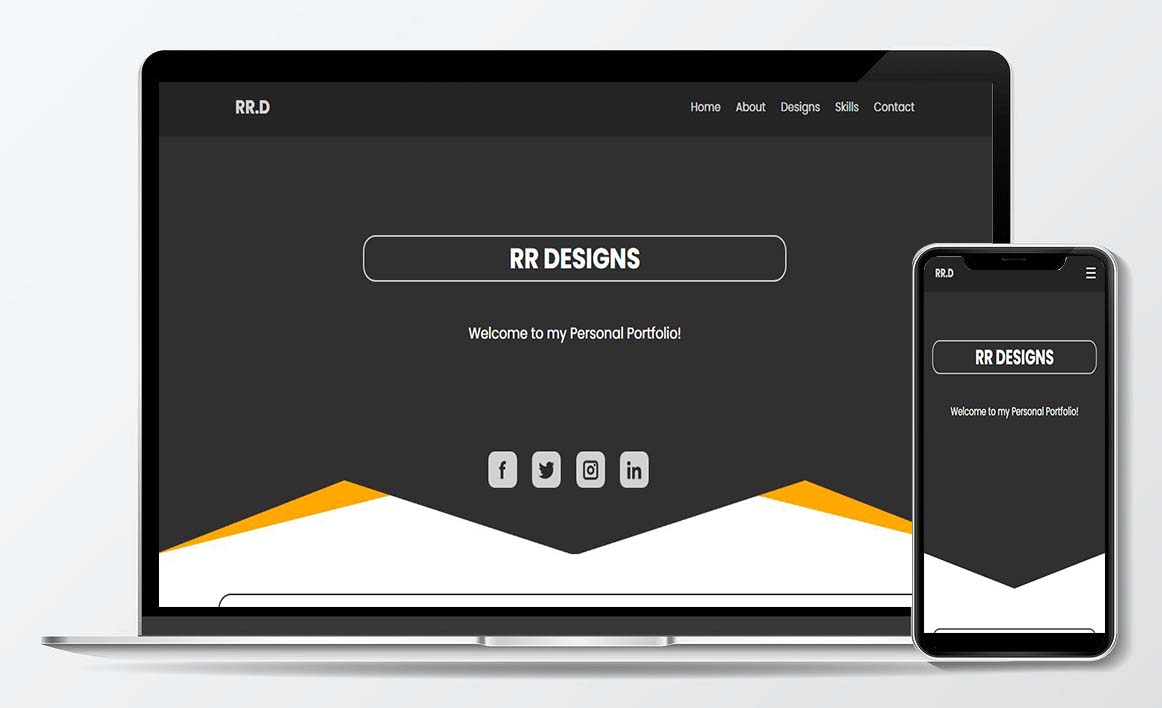 RR.D
Home About Designs Skills Contact
RR DESIGNS
Welcome to my Personal Portfolio!
f
in
RR.D
RR DESIGNS
Welcome to my Personal Portfolio!